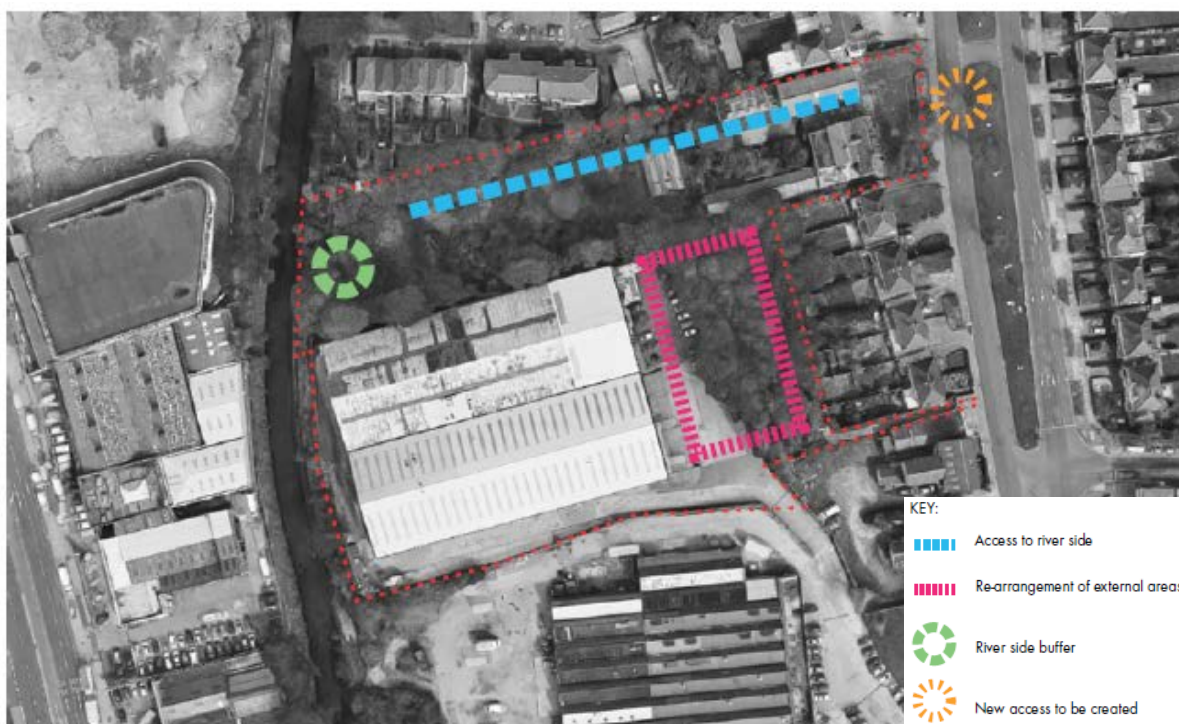 KEY:
Access to river side
Re-arrangement of external areas
River side buffer
New access to be created